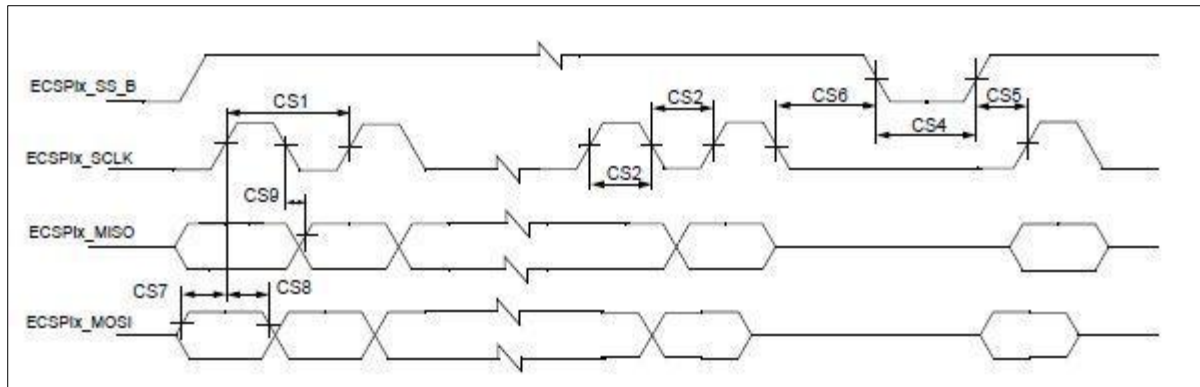 ECSPIx_SS_B
CS1
CS2
CS6
CS5
CS4
ECSPIx_SCLK
CS2
CS9
ECSPIx_MISO
CS7
CS8
ECSPIx_MOSI